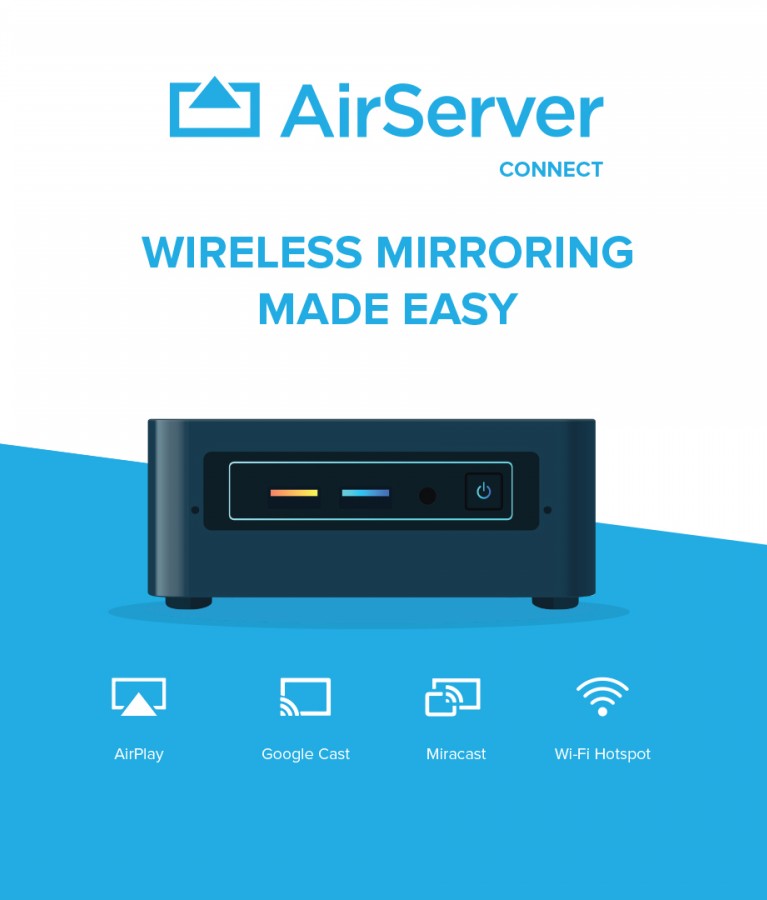 AirServer
CONNECT
WIRELESS MIRRORING
MADE EASY
AirPlay
Google Cast
Miracast
Wi-Fi Hotspot